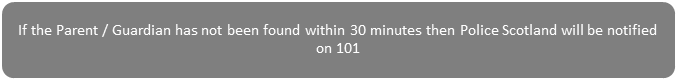 If the Parent / Guardian has not been found within 30 minutes then Police Scotland will be notified
on 101